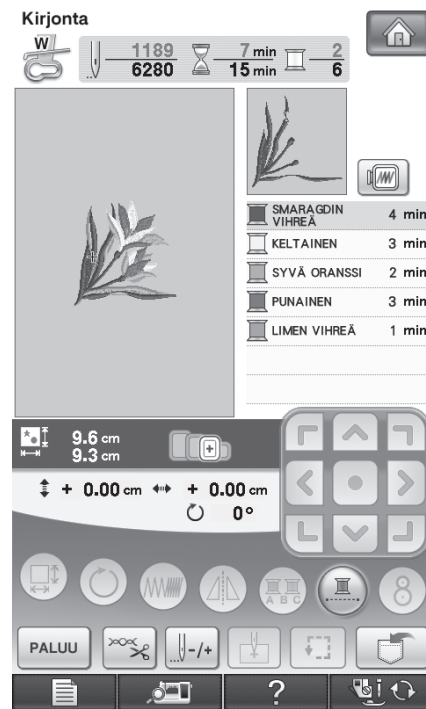 Kirjonta
W
1189 7 min 2
6280 15 min 6
SMARAGDIN VIHREÄ 4 min
KELTAINEN 3 min
SYVÄ ORANSSI 2 min
PUNAINEN 3 min
LIMEN VIHREÄ 1 min
9.6 cm
9.3 cm
+ 0.00 cm + 0.00 cm
0°
A B C
PALUU
-/+
?